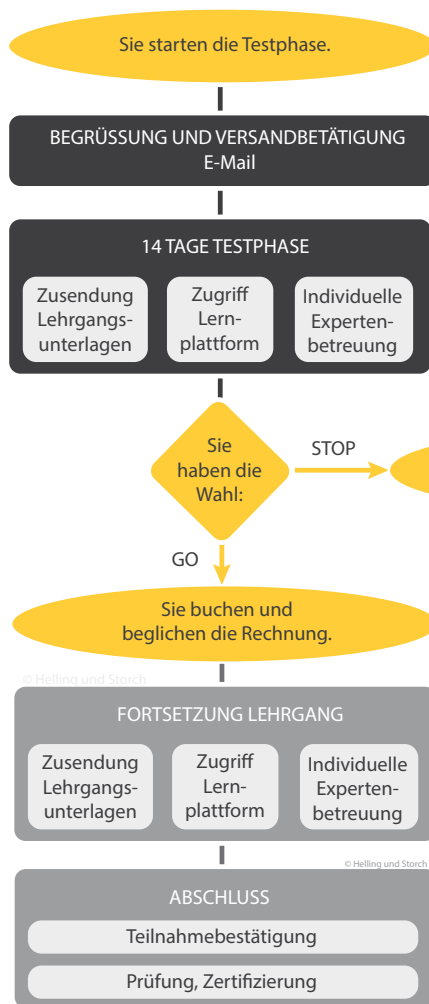 Sie starten die Testphase.
BEGRÜSSUNG UND VERSANDBETÄTIGUNG
E-Mail
14 TAGE TESTPHASE
Zusendung
Lehrgangs-
unterlagen
Zugriff
Lern-
plattform
Individuelle
Experten-
betreuung
Sie
haben die
Wahl:
STOP
GO
Sie buchen und
beglichen die Rechnung.
© Helling und Storch
FORTSETZUNG LEHRGANG
Zusendung
Lehrgangs-
unterlagen
Zugriff
Lern-
plattform
Individuelle
Experten-
betreuung
© Helling und Storch
ABSCHLUSS
Teilnahmebestätigung
Prüfung, Zertifizierung